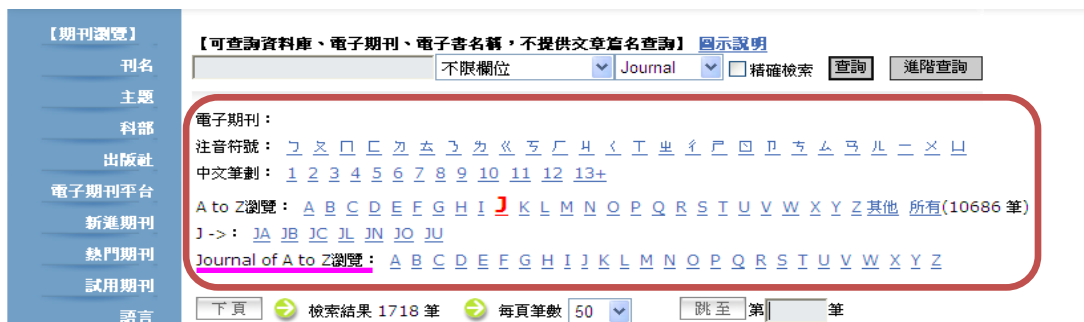 【期刊瀏覽】
刊名
主題
科部
出版社
電子期刊平台
新進期刊
熱門期刊
試用期刊
語言
【可查詢資料庫、電子期刊、電子書名稱，不提供文章篇名查詢】 圖示說明
不限欄位 Journal 精確檢索 查詢 進階查詢
電子期刊：
注音符號： ㄅ ㄆ ㄇ ㄈ ㄉ ㄊ ㄋ ㄌ ㄍ ㄎ ㄏ ㄐ ㄑ ㄒ ㄓ ㄔ ㄕ ㄖ ㄗ ㄘ ㄙ ㄢ ㄦ ㄧ ㄨ ㄩ
中文筆劃： 1 2 3 4 5 6 7 8 9 10 11 12 13+
A to Z瀏覽： A B C D E F G H I J K L M N O P Q R S T U V W X Y Z 其他 所有(10686 筆)
J ->： JA JB JC JL JN JO JU
Journal of A to Z瀏覽： A B C D E F G H I J K L M N O P Q R S T U V W X Y Z
下頁 檢索結果 1718 筆 每頁筆數 50 跳至 第 筆